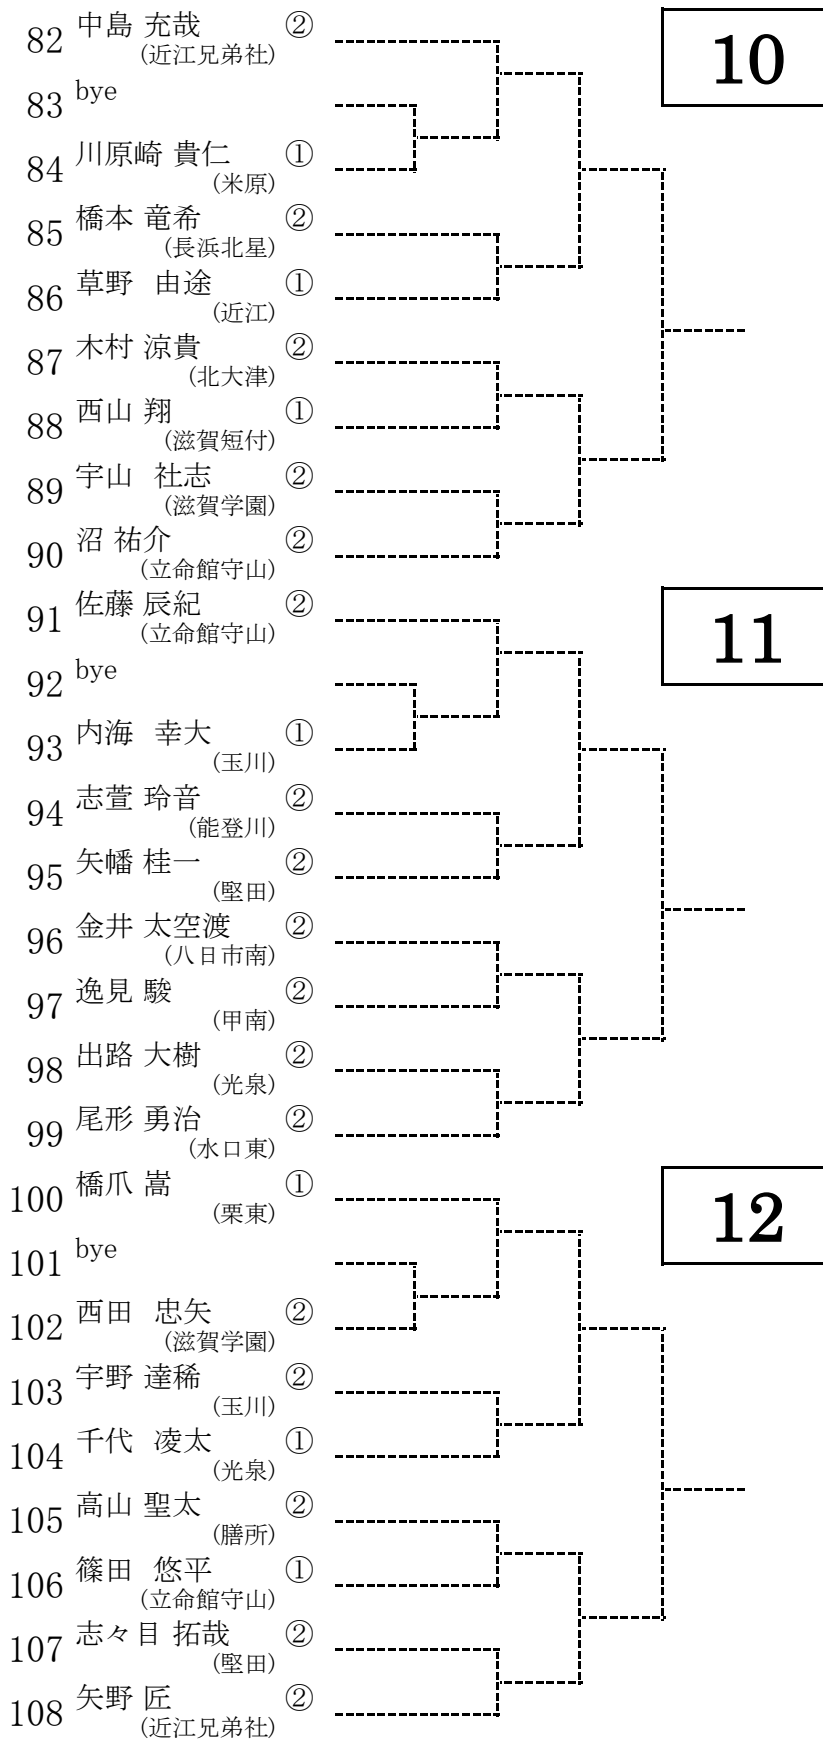 82 中島 充哉 ②
(近江兄弟社)
10
83 bye
84 川原崎 貴仁 ①
(米原)
85 橋本 竜希 ②
(長浜北星)
86 草野 由途 ①
(近江)
87 木村 涼貴 ②
(北大津)
88 西山 翔 ①
(滋賀短付)
89 宇山 社志 ②
(滋賀学園)
90 沼 祐介 ②
(立命館守山)
91 佐藤 辰紀 ②
(立命館守山)
11
92 bye
93 内海 幸大 ①
(玉川)
94 志萱 玲音 ②
(能登川)
95 矢幡 桂一 ②
(堅田)
96 金井 太空渡 ②
(八日市南)
97 逸見 駿 ②
(甲南)
98 出路 大樹 ②
(光泉)
99 尾形 勇治 ②
(水口東)
100 橋爪 嵩 ①
(栗東)
12
101 bye
102 西田 忠矢 ②
(滋賀学園)
103 宇野 達稀 ②
(玉川)
104 千代 凌太 ①
(光泉)
105 高山 聖太 ②
(膳所)
106 篠田 悠平 ①
(立命館守山)
107 志々目 拓哉 ②
(堅田)
108 矢野 匠 ②
(近江兄弟社)